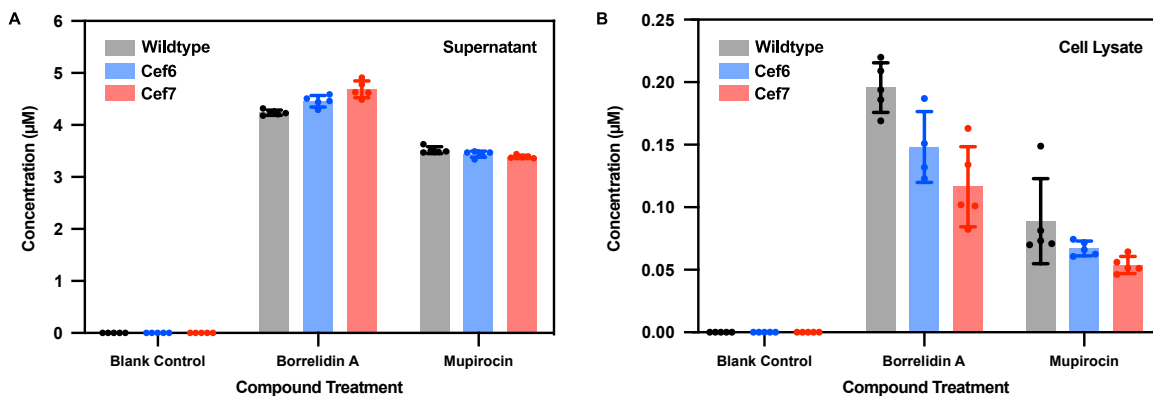 A
Supernatant
Wildtype
Cef6
Cef7
Concentration (µM)
6
5
4
3
2
1
0
Blank Control
Borrelidin A
Mupirocin
Compound Treatment
B
Cell Lysate
Wildtype
Cef6
Cef7
Concentration (µM)
0.25
0.20
0.15
0.10
0.05
0.00
Blank Control
Borrelidin A
Mupirocin
Compound Treatment